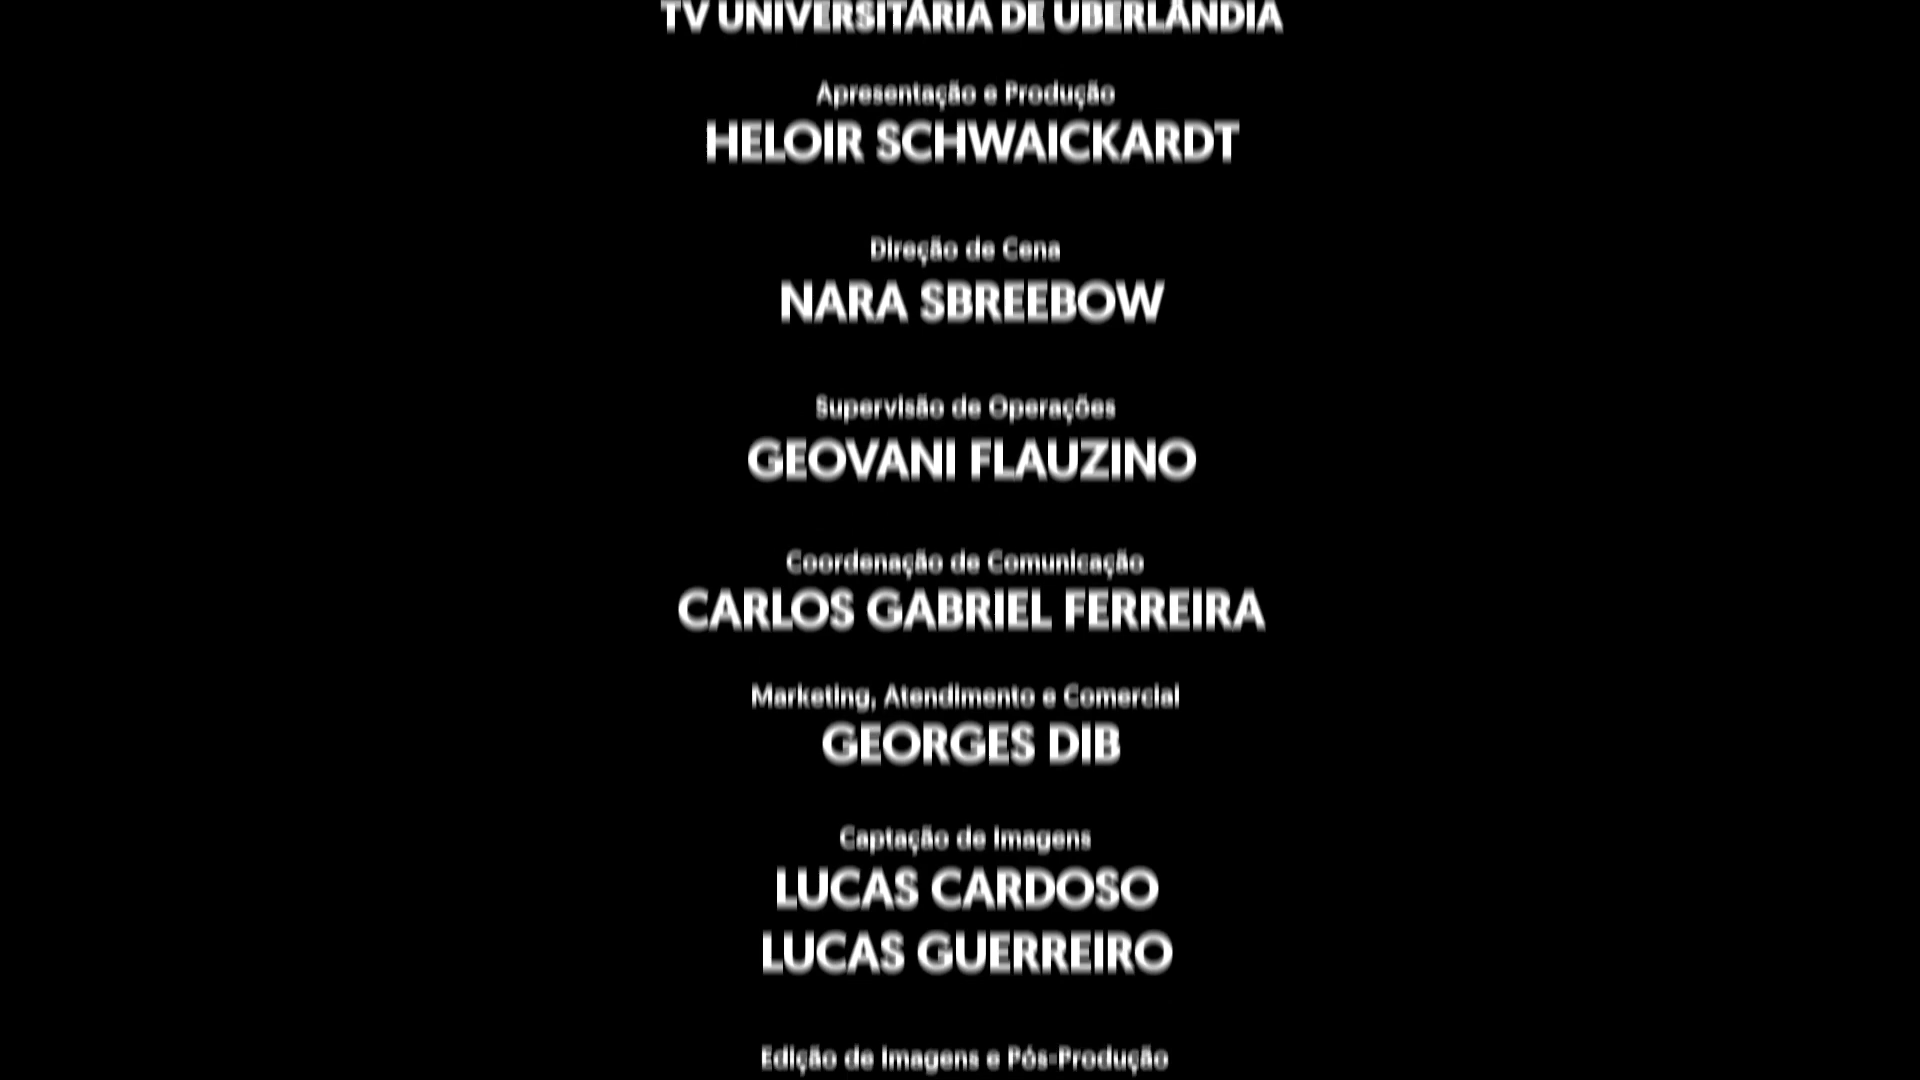 TV UNIVERSITÁRIA DE UBERLÂNDIA
Apresentação e Produção
HELOIR SCHWAICKARDT
Direção de Cena
NARA SBREEBOW
Supervisão de Operações
GEOVANI FLAUZINO
Coordenação de Comunicação
CARLOS GABRIEL FERREIRA
Marketing, Atendimento e Comercial
GEORGES DIB
Captação de Imagens
LUCAS CARDOSO
LUCAS GUERREIRO
Edição de Imagens e Pós-Produção